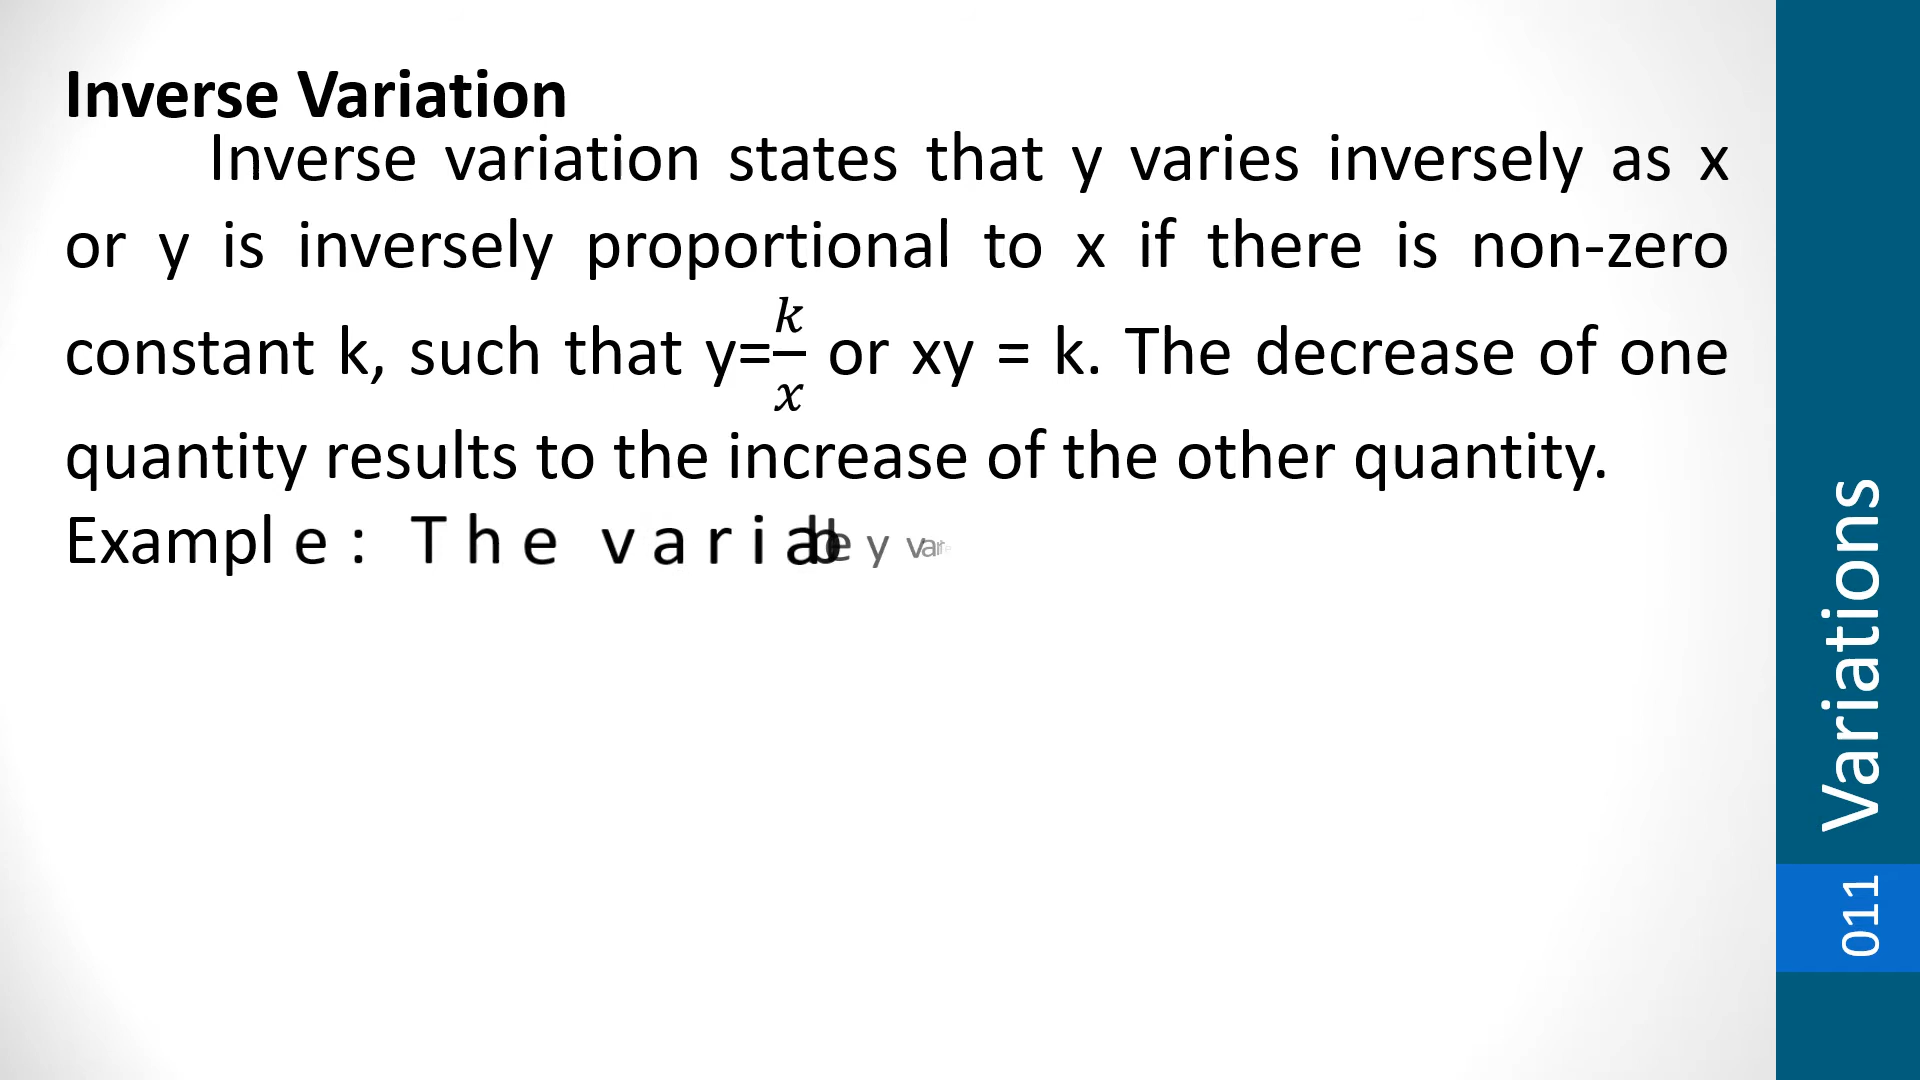 Inverse Variation
Inverse variation states that y varies inversely as x
or y is inversely proportional to x if there is non-zero
constant k, such that y=k/x or xy = k. The decrease of one
quantity results to the increase of the other quantity.
Example: The variable y
Variations
011